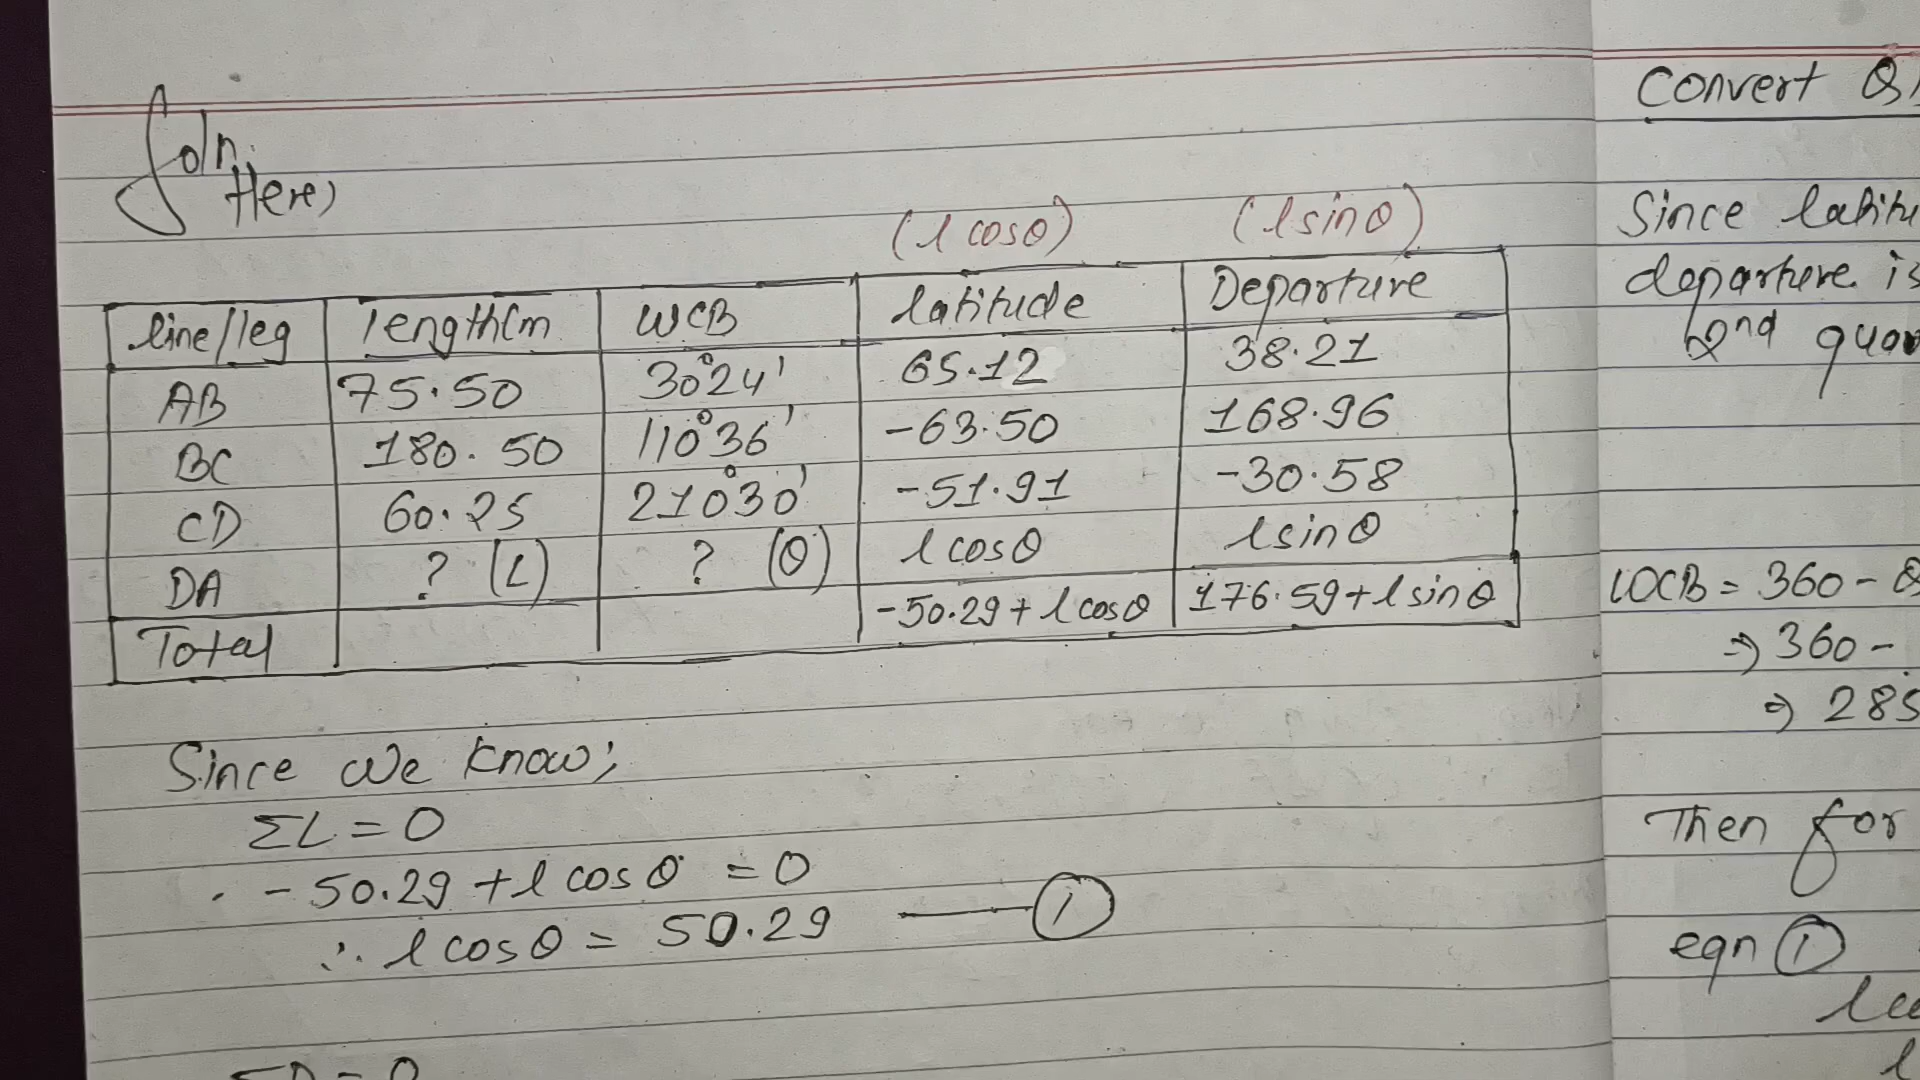 Soln.
Here,
(l cosθ) (l sinθ)
line/leg length(m WCB latitude Departure
AB 75.50 30°24' 65.12 38.21
BC 180.50 110°36' -63.50 168.96
CD 60.25 210°30' -51.91 -30.58
DA ? (L) ? (θ) l cosθ l sinθ
Total -50.29 + l cosθ 176.59 + l sinθ
Since we know;
ΣL = 0
-50.29 + l cosθ = 0
∴ l cosθ = 50.29 —— ①
ΣD = 0
Convert
Since
departure is
2nd
WCB = 360 -
⇒ 360 -
⇒ 285
Then for
eqn ①